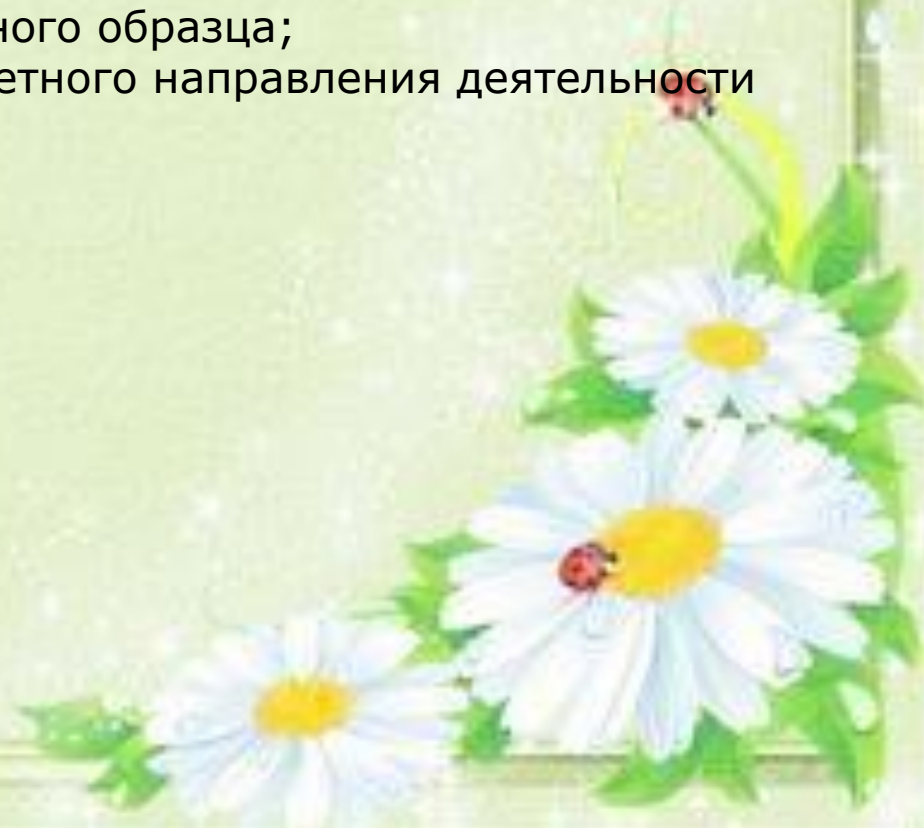 ного образца;
етного направления деятельности